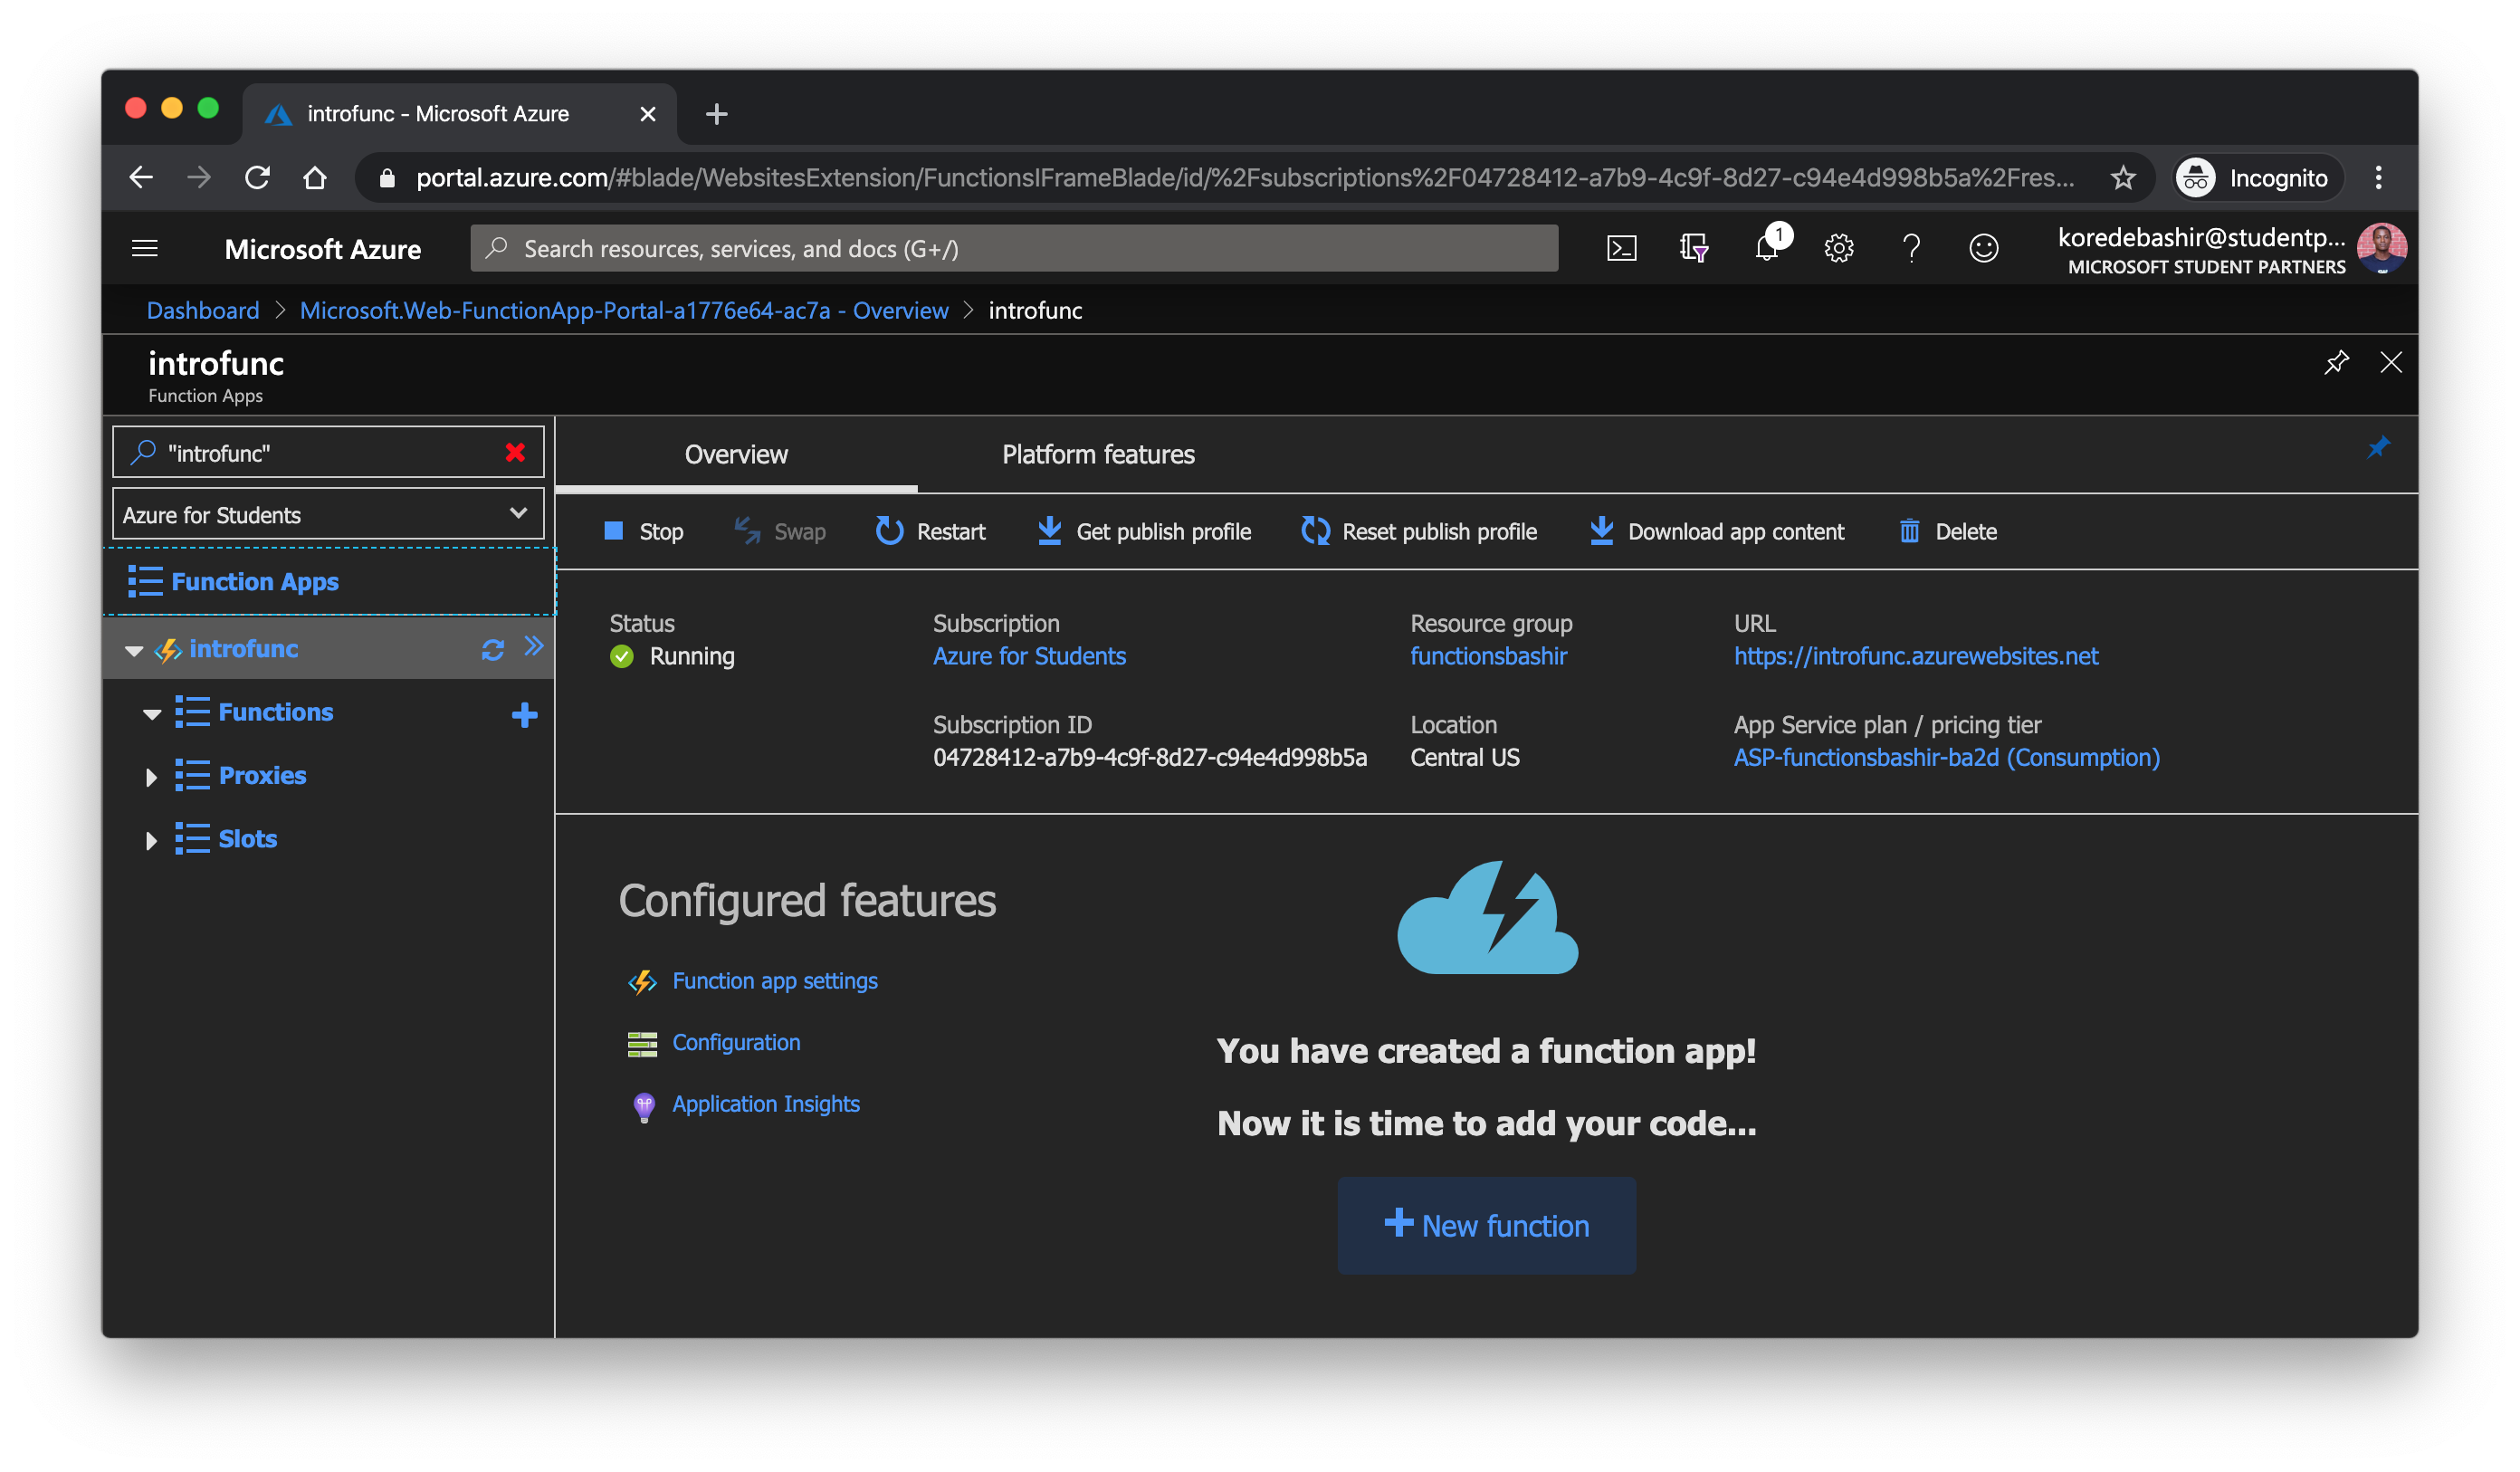 introfunc - Microsoft Azure
portal.azure.com/#blade/WebsitesExtension/FunctionsIFrameBlade/id/%2Fsubscriptions%2F04728412-a7b9-4c9f-8d27-c94e4d998b5a%2Fres...
Incognito
Microsoft Azure
Search resources, services, and docs (G+/)
1
koredebashir@studentp...
MICROSOFT STUDENT PARTNERS
Dashboard > Microsoft.Web-FunctionApp-Portal-a1776e64-ac7a - Overview > introfunc
introfunc
Function Apps
"introfunc"
Azure for Students
Function Apps
introfunc
Functions
Proxies
Slots
Overview
Platform features
Stop
Swap
Restart
Get publish profile
Reset publish profile
Download app content
Delete
Status
Running
Subscription
Azure for Students
Resource group
functionsbashir
URL
https://introfunc.azurewebsites.net
Subscription ID
04728412-a7b9-4c9f-8d27-c94e4d998b5a
Location
Central US
App Service plan / pricing tier
ASP-functionsbashir-ba2d (Consumption)
Configured features
Function app settings
Configuration
Application Insights
You have created a function app!
Now it is time to add your code...
New function